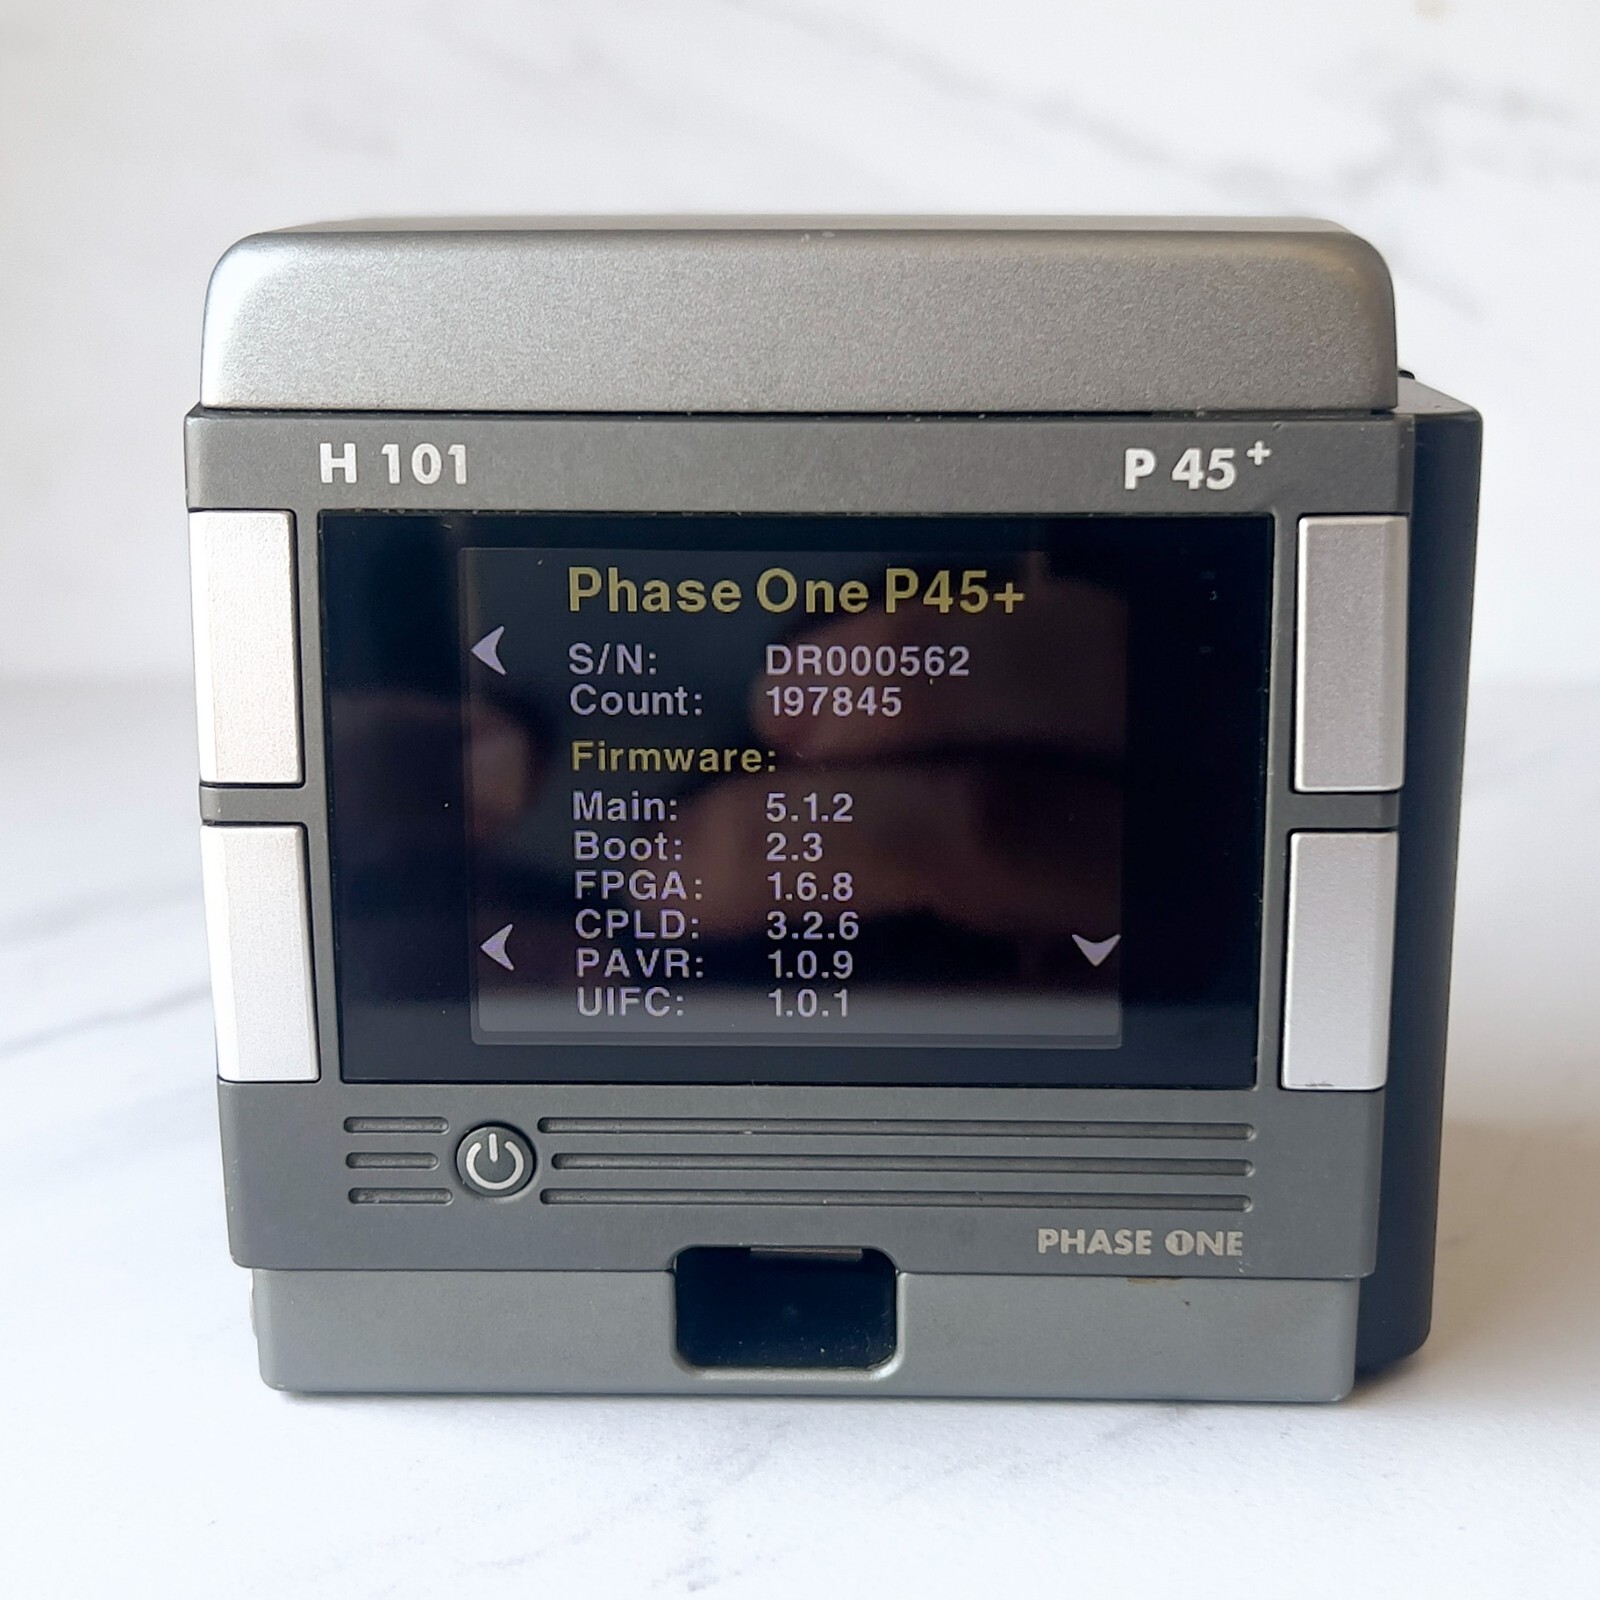 H 101 P 45+
Phase One P45+
S/N: DR000562
Count: 197845
Firmware:
Main: 5.1.2
Boot: 2.3
FPGA: 1.6.8
CPLD: 3.2.6
PAVR: 1.0.9
UIFC: 1.0.1
PHASE ONE